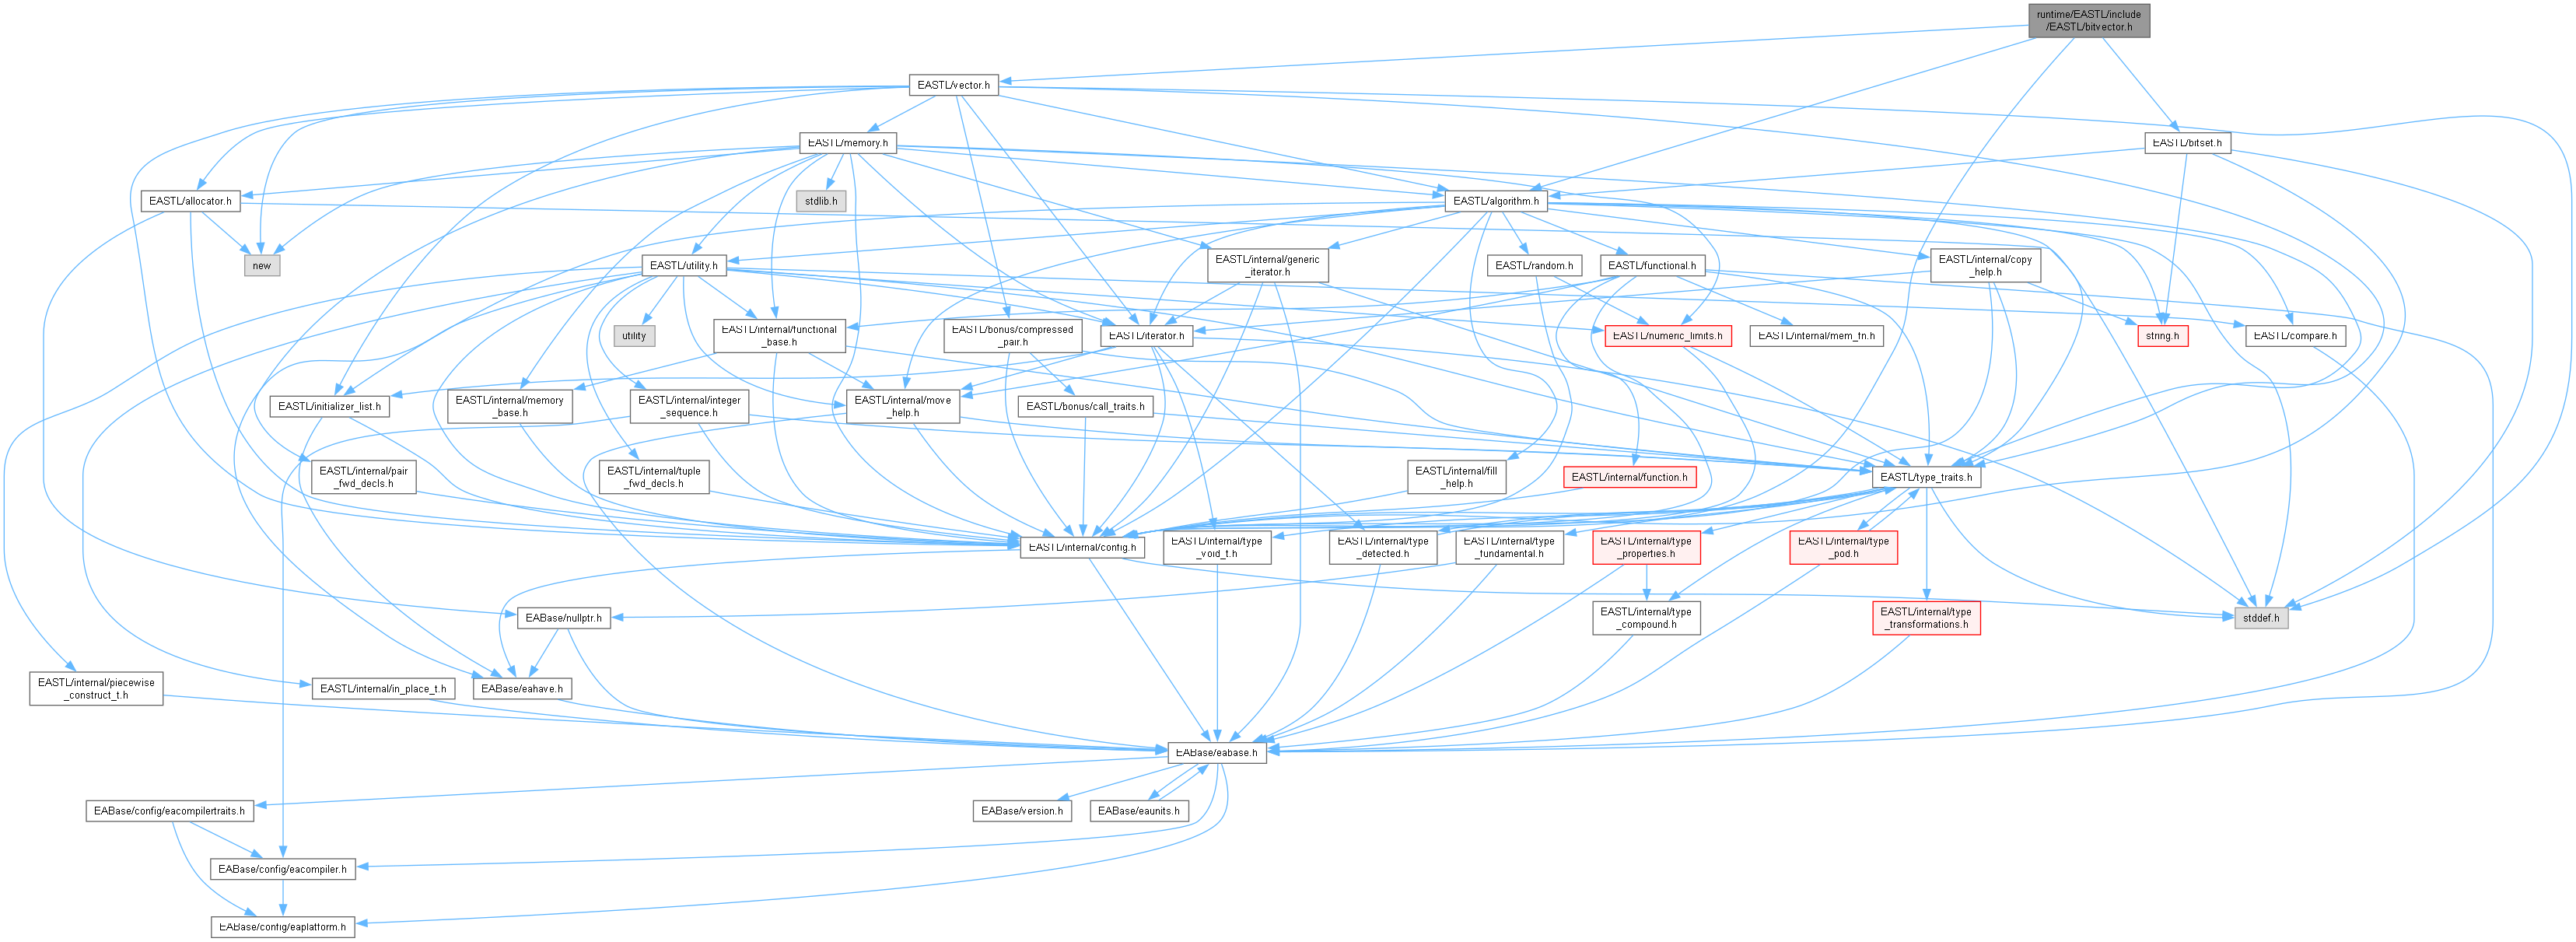 runtime/EASTL/include
/EASTL/bitvector.h
EASTL/vector.h
EASTL/memory.h
EASTL/bitset.h
EASTL/allocator.h
stdlib.h
EASTL/algorithm.h
new
EASTL/utility.h
EASTL/internal/generic
_iterator.h
EASTL/random.h
EASTL/functional.h
EASTL/internal/copy
_help.h
utility
EASTL/internal/functional
_base.h
EASTL/bonus/compressed
_pair.h
EASTL/iterator.h
EASTL/numeric_limits.h
EASTL/internal/mem_fn.h
string.h
EASTL/compare.h
EASTL/initializer_list.h
EASTL/internal/memory
_base.h
EASTL/internal/integer
_sequence.h
EASTL/internal/move
_help.h
EASTL/bonus/call_traits.h
EASTL/internal/pair
_fwd_decls.h
EASTL/internal/tuple
_fwd_decls.h
EASTL/internal/fill
_help.h
EASTL/internal/function.h
EASTL/type_traits.h
EASTL/internal/config.h
EASTL/internal/type
_void_t.h
EASTL/internal/type
_detected.h
EASTL/internal/type
_fundamental.h
EASTL/internal/type
_properties.h
EASTL/internal/type
_pod.h
EABase/nullptr.h
EASTL/internal/type
_compound.h
EASTL/internal/type
_transformations.h
stddef.h
EASTL/internal/piecewise
_construct_t.h
EASTL/internal/in_place_t.h
EABase/eahave.h
EABase/eabase.h
EABase/config/eacompilertraits.h
EABase/version.h
EABase/eaunits.h
EABase/config/eacompiler.h
EABase/config/eaplatform.h